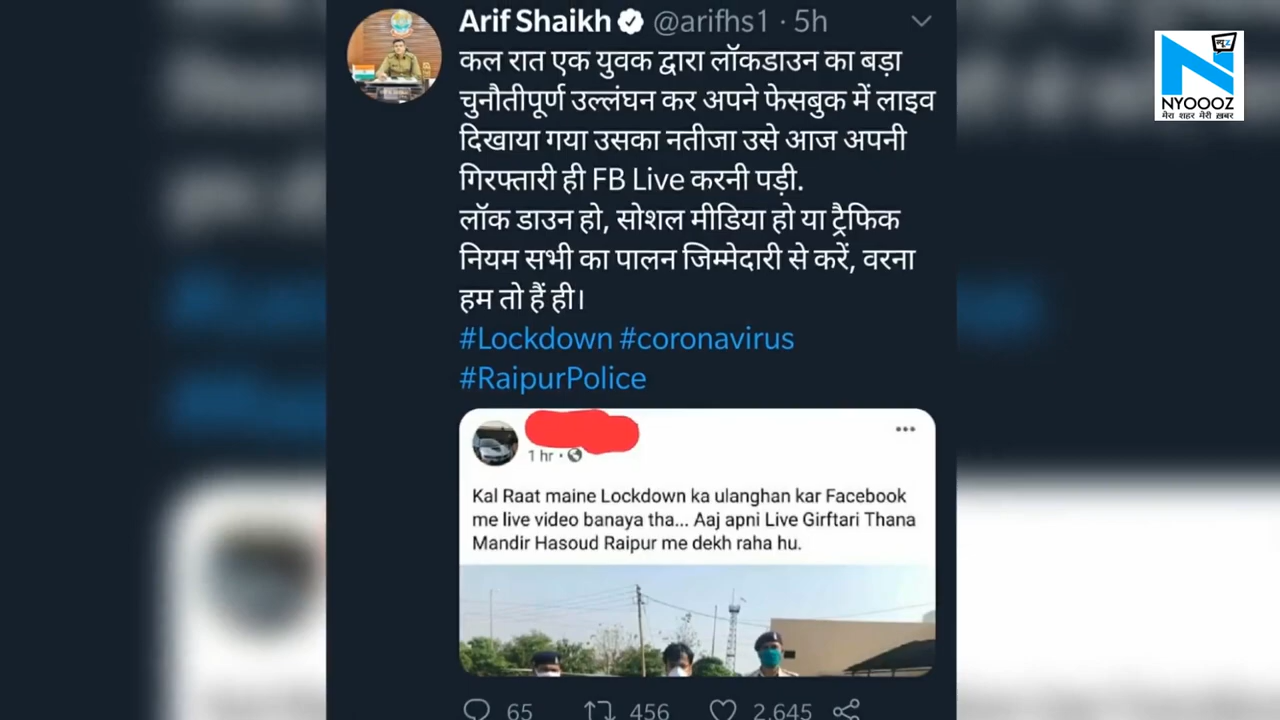 Arif Shaikh @arifhs1 · 5h
कल रात एक युवक द्वारा लॉकडाउन का बड़ा
चुनौतीपूर्ण उल्लंघन कर अपने फेसबुक में लाइव
दिखाया गया उसका नतीजा उसे आज अपनी
गिरफ्तारी ही FB Live करनी पड़ी.
लॉक डाउन हो, सोशल मीडिया हो या ट्रैफिक
नियम सभी का पालन जिम्मेदारी से करें, वरना
हम तो हैं ही।
#Lockdown #coronavirus
#RaipurPolice
1 hr ·
Kal Raat maine Lockdown ka ulanghan kar Facebook
me live video banaya tha... Aaj apni Live Girftari Thana
Mandir Hasoud Raipur me dekh raha hu.
65 456 2,645
न्यूज़
NYOOOZ
मेरा शहर मेरी ख़बर